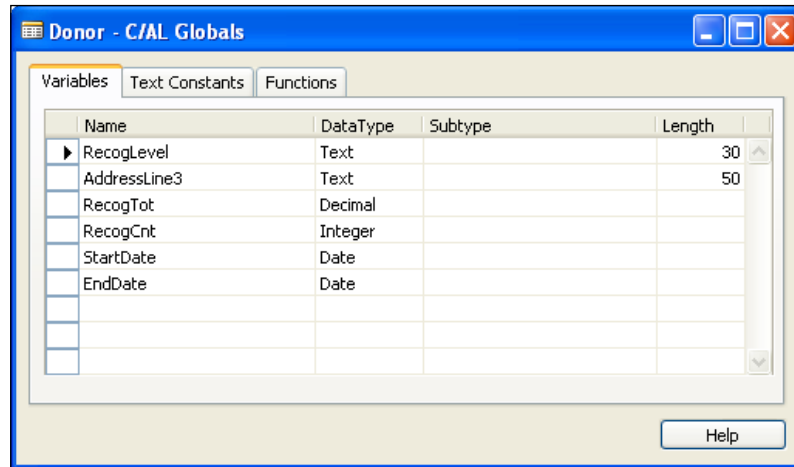 Donor - C/AL Globals
Variables Text Constants Functions
Name DataType Subtype Length
RecogLevel Text 30
AddressLine3 Text 50
RecogTot Decimal
RecogCnt Integer
StartDate Date
EndDate Date
Help